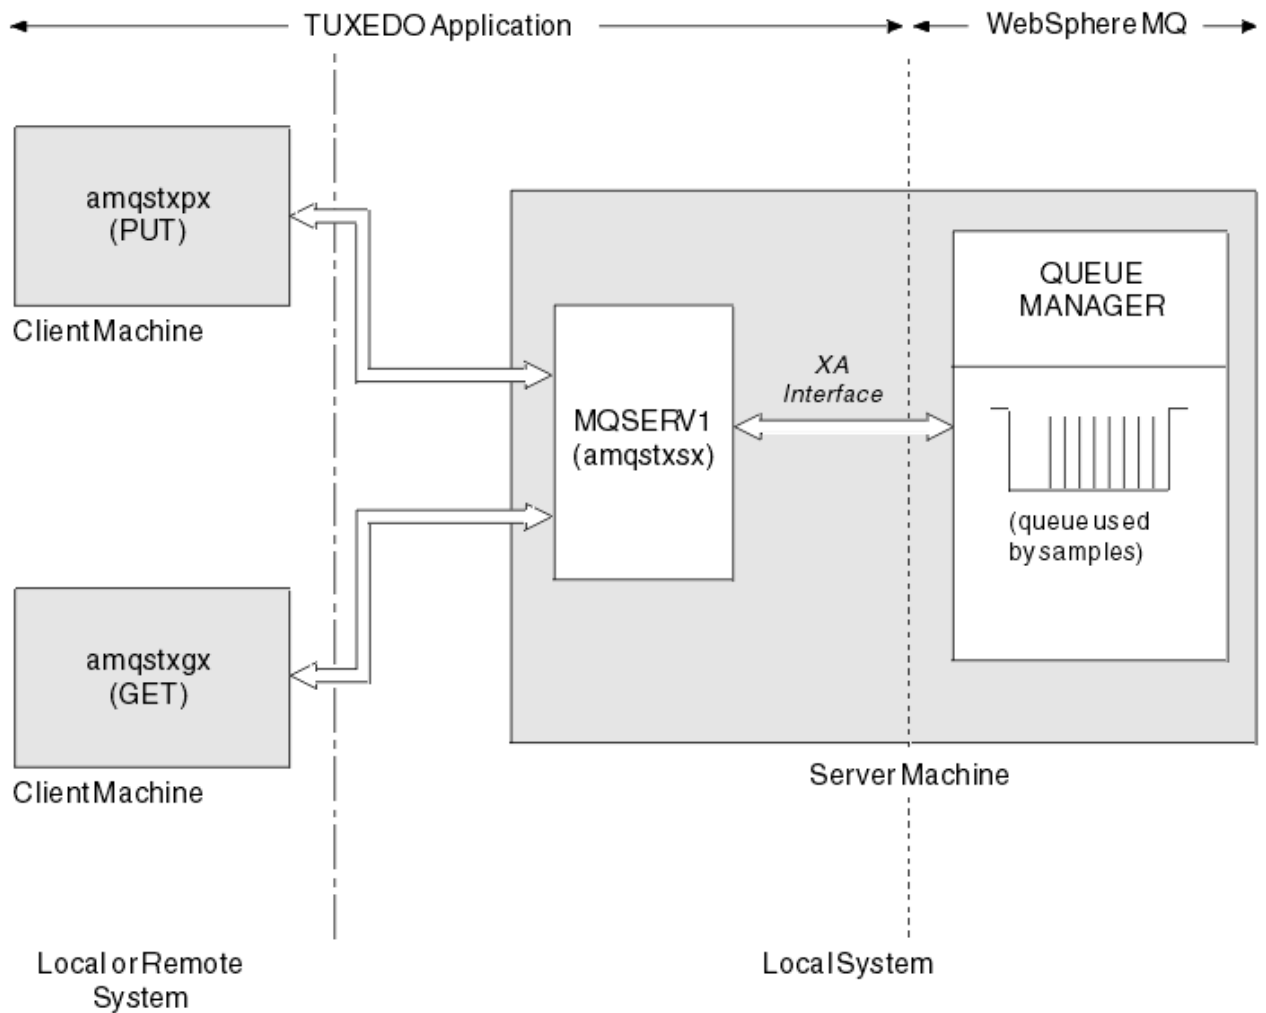 TUXEDO Application
WebSphere MQ
amqstxpx
(PUT)
Client Machine
QUEUE
MANAGER
XA
Interface
MQSERV1
(amqstxsx)
(queue used
by samples)
amqstxgx
(GET)
Client Machine
Server Machine
Local or Remote
System
Local System